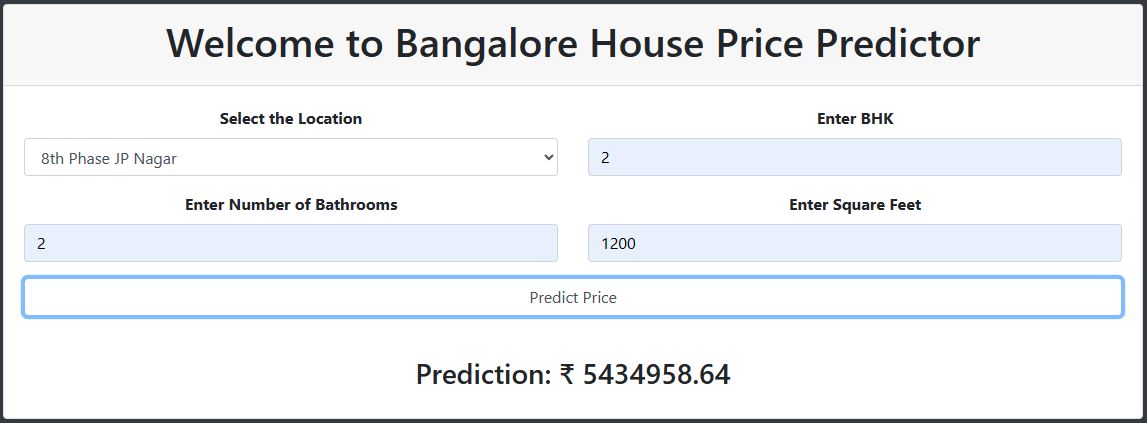 Welcome to Bangalore House Price Predictor
Select the Location
Enter BHK
8th Phase JP Nagar
2
Enter Number of Bathrooms
Enter Square Feet
2
1200
Predict Price
Prediction: ₹ 5434958.64